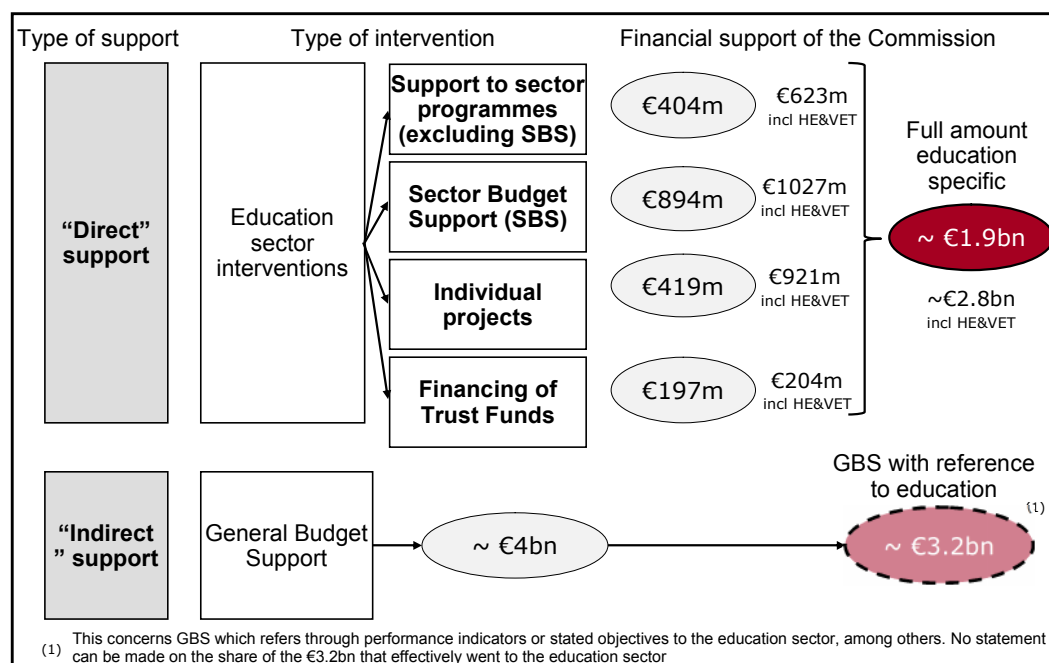 Type of support
Type of intervention
Financial support of the Commission
“Direct”
support
Education
sector
interventions
Support to sector
programmes
(excluding SBS)
€404m
€623m
incl HE&VET
Sector Budget
Support (SBS)
€894m
€1027m
incl HE&VET
Individual
projects
€419m
€921m
incl HE&VET
Financing of
Trust Funds
€197m
€204m
incl HE&VET
Full amount
education
specific
~ €1.9bn
~€2.8bn
incl HE&VET
“Indirect
” support
General Budget
Support
~ €4bn
GBS with reference
to education
(1)
~ €3.2bn
(1) This concerns GBS which refers through performance indicators or stated objectives to the education sector, among others. No statement
can be made on the share of the €3.2bn that effectively went to the education sector